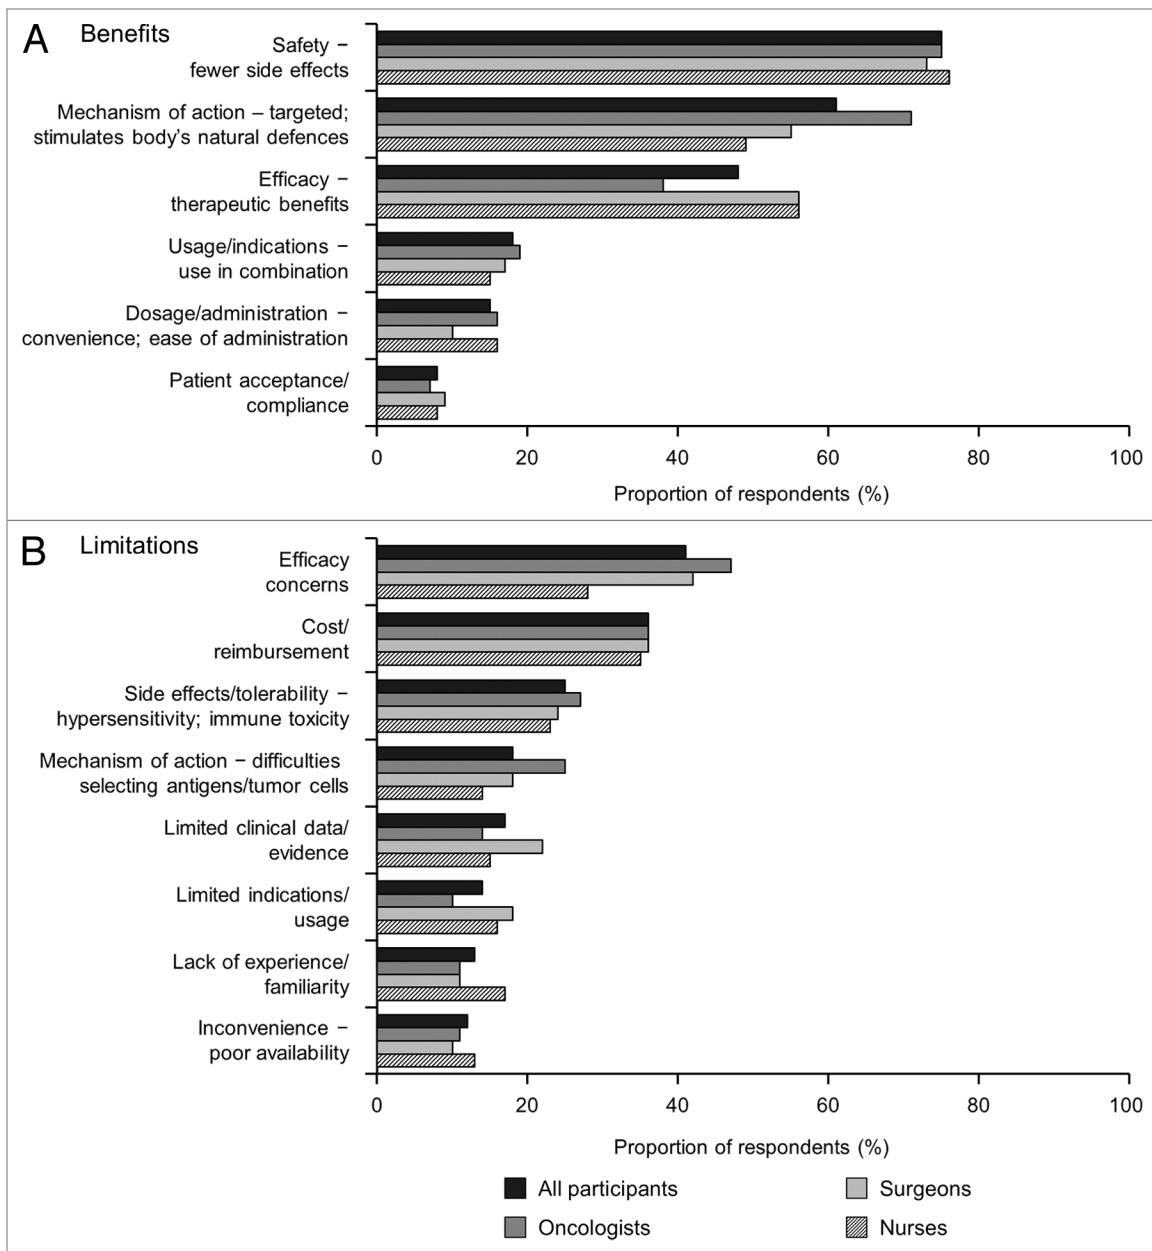 A Benefits
Safety −
fewer side effects
Mechanism of action – targeted;
stimulates body's natural defences
Efficacy −
therapeutic benefits
Usage/indications −
use in combination
Dosage/administration −
convenience; ease of administration
Patient acceptance/
compliance
0 20 40 60 80 100
Proportion of respondents (%)
B Limitations
Efficacy
concerns
Cost/
reimbursement
Side effects/tolerability −
hypersensitivity; immune toxicity
Mechanism of action − difficulties
selecting antigens/tumor cells
Limited clinical data/
evidence
Limited indications/
usage
Lack of experience/
familiarity
Inconvenience −
poor availability
0 20 40 60 80 100
Proportion of respondents (%)
All participants
Surgeons
Oncologists
Nurses